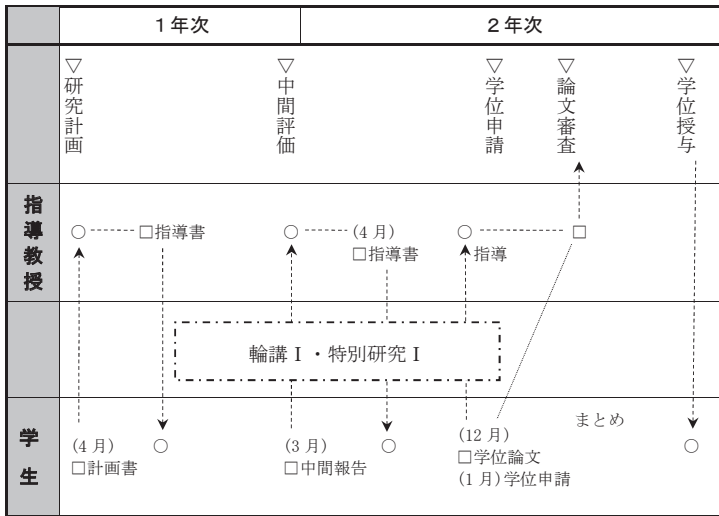 1年次
2年次
▽研究計画
▽中間評価
▽学位申請
▽論文審査
▽学位授与
指導教授
○
□指導書
○
(4月)
□指導書
○
指導
□
輪講Ⅰ・特別研究Ⅰ
学生
(4月)
□計画書
○
(3月)
□中間報告
○
(12月)
□学位論文
(1月)学位申請
まとめ
○